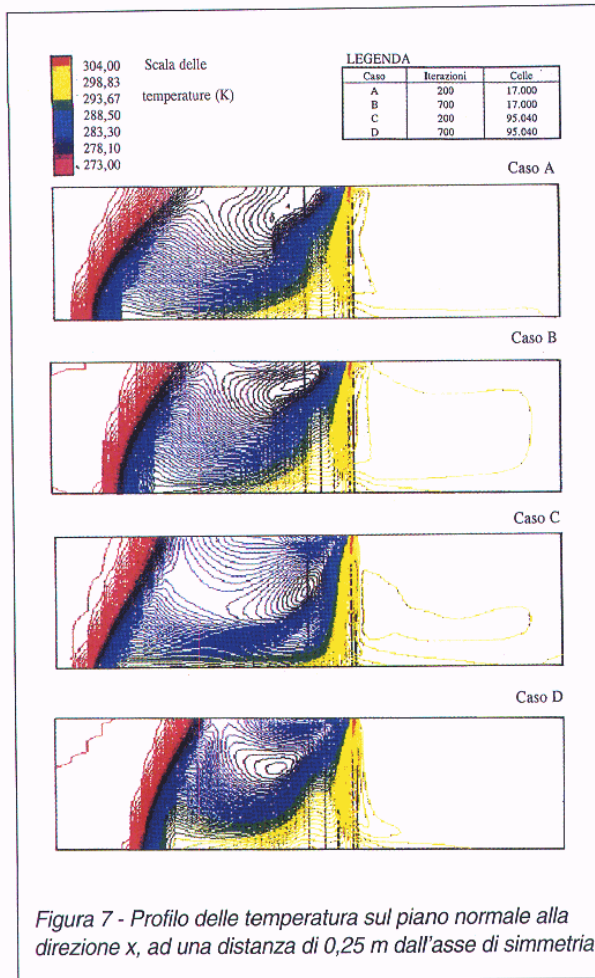 304,00
298,83
293,67
288,50
283,30
278,10
273,00
Scala delle
temperature (K)
LEGENDA
Caso Iterazioni Celle
A 200 17.000
B 700 17.000
C 200 95.040
D 700 95.040
Caso A
Caso B
Caso C
Caso D
Figura 7 - Profilo delle temperatura sul piano normale alla
direzione x, ad una distanza di 0,25 m dall'asse di simmetria